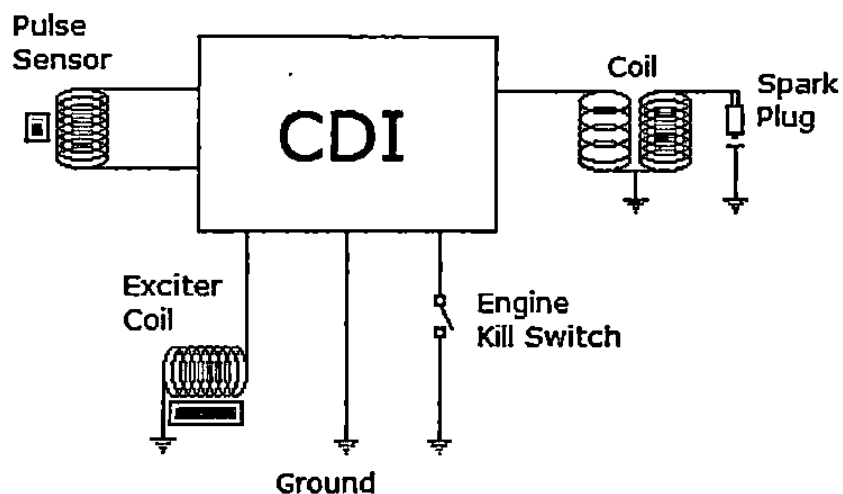 Pulse
Sensor
CDI
Coil
Spark
Plug
Exciter
Coil
Engine
Kill Switch
Ground